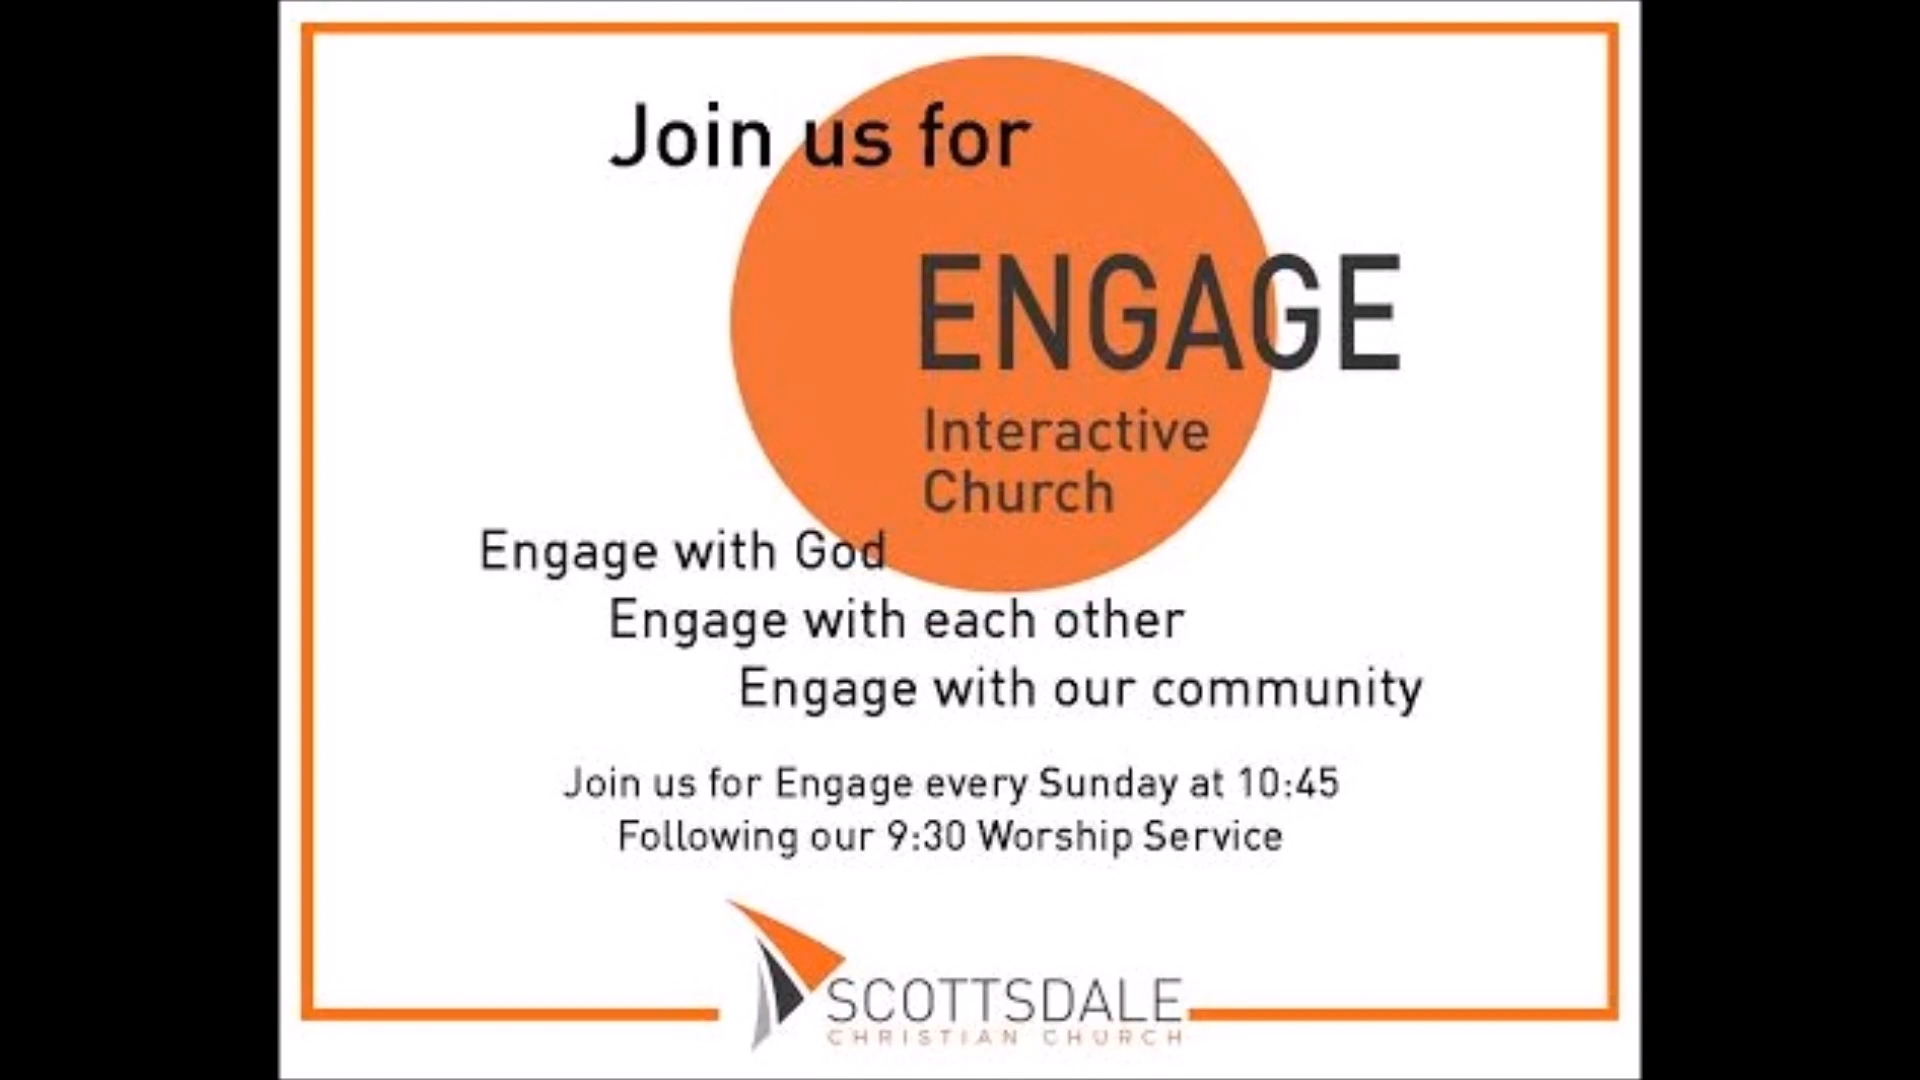 Join us for
ENGAGE
Interactive
Church
Engage with God
Engage with each other
Engage with our community
Join us for Engage every Sunday at 10:45
Following our 9:30 Worship Service
SCOTTSDALE
CHRISTIAN CHURCH